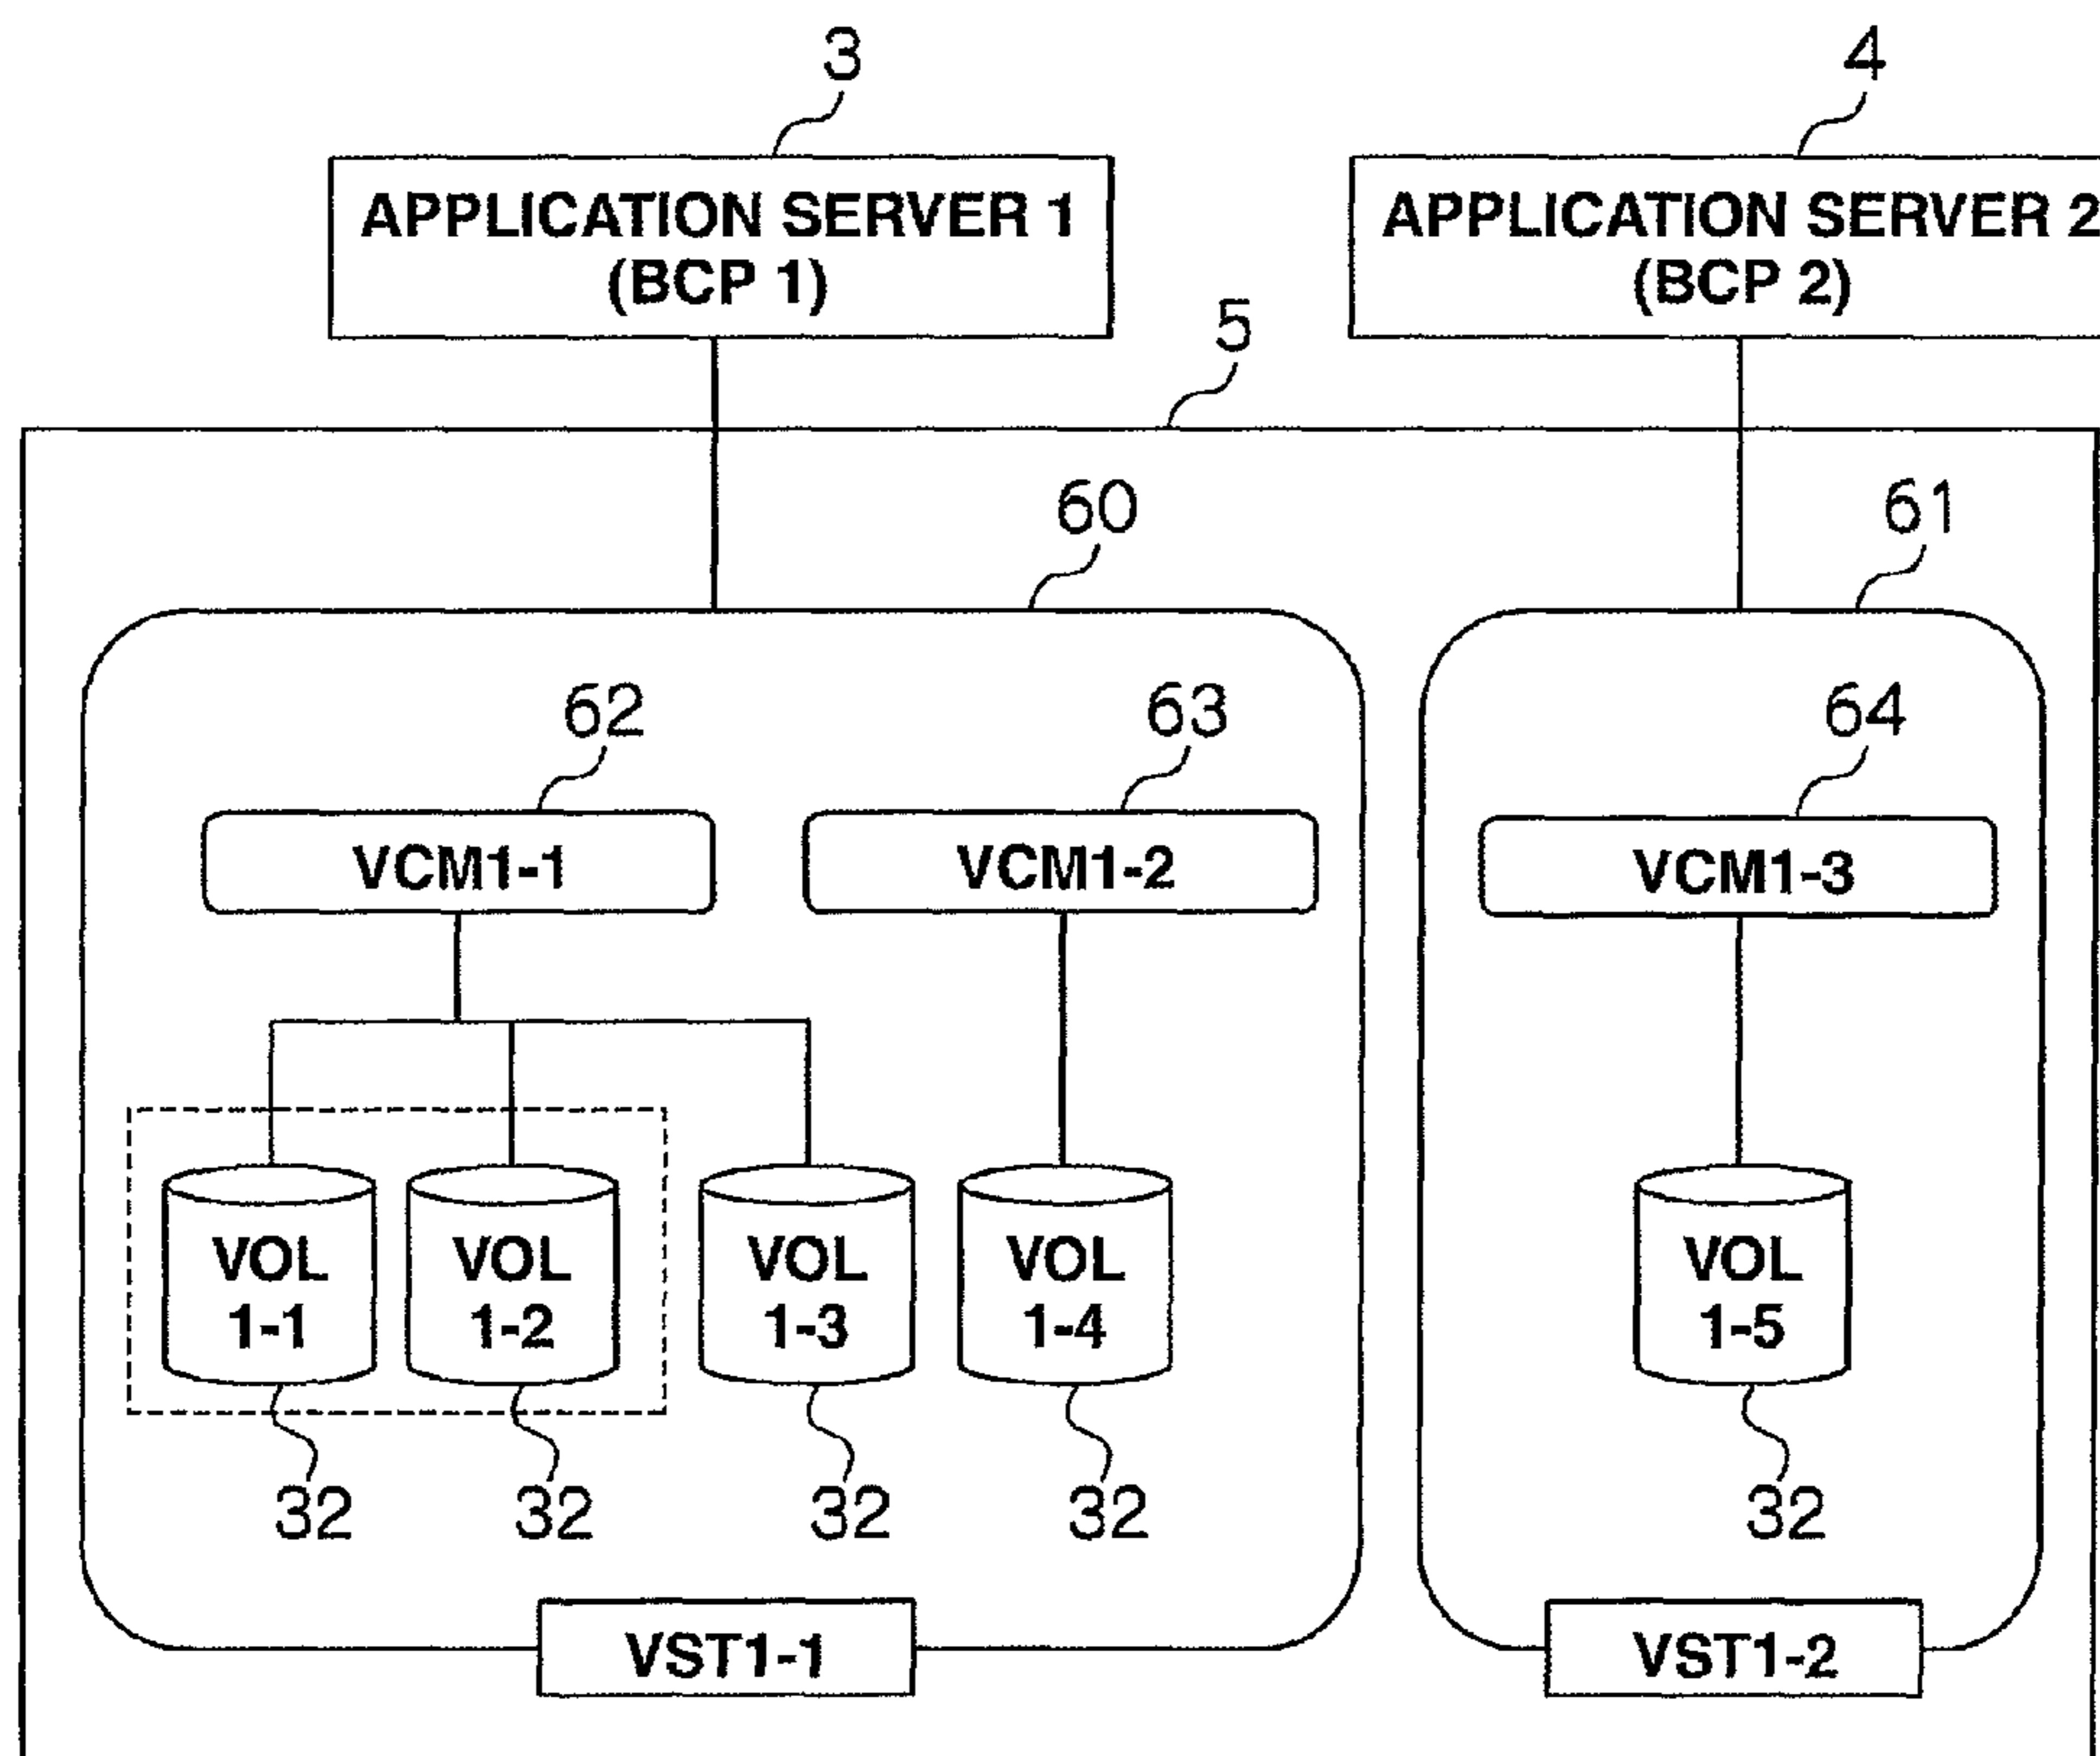 3
4
APPLICATION SERVER 1
(BCP 1)
APPLICATION SERVER 2
(BCP 2)
5
60
61
62
63
64
VCM1-1
VCM1-2
VCM1-3
VOL
1-1
VOL
1-2
VOL
1-3
VOL
1-4
VOL
1-5
32
32
32
32
32
VST1-1
VST1-2